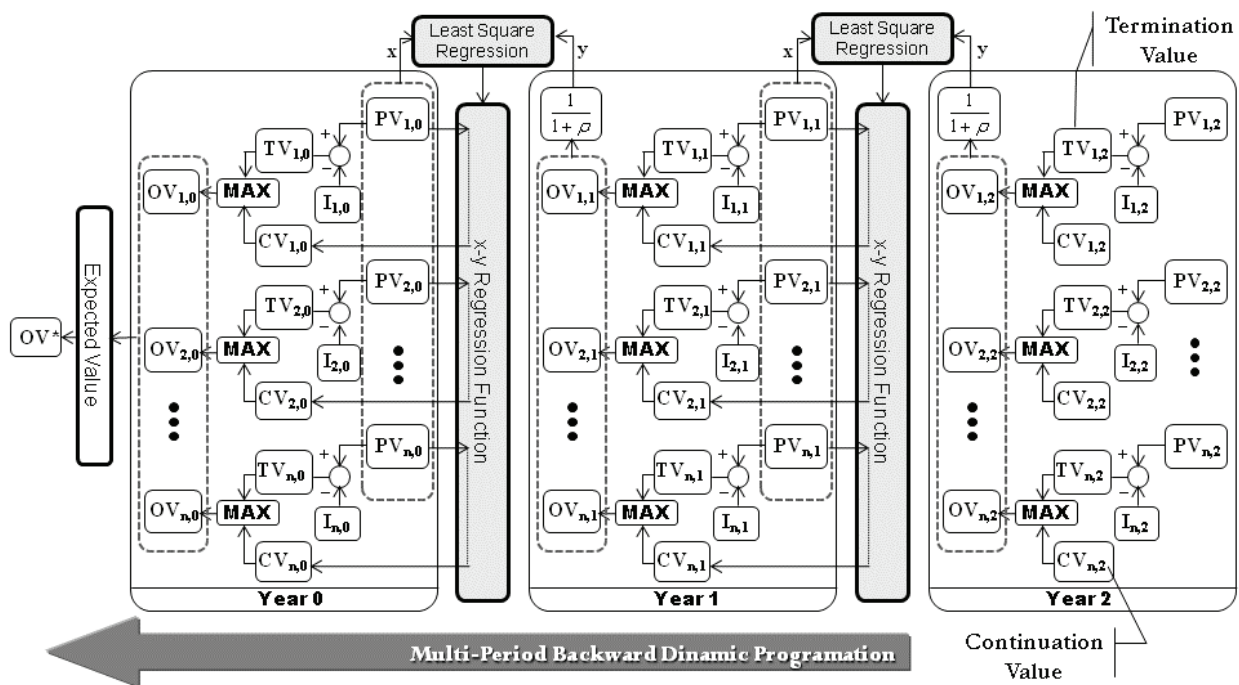 Least Square
Regression
x
y
Least Square
Regression
x
y
Termination
Value
PV1,0
+
TV1,0
−
I1,0
MAX
OV1,0
CV1,0
PV2,0
+
TV2,0
−
I2,0
MAX
OV2,0
CV2,0
PVn,0
+
TVn,0
−
In,0
MAX
OVn,0
CVn,0
Year 0
Expected Value
OV*
x-y Regression Function
1
1 + ρ
PV1,1
+
TV1,1
−
I1,1
MAX
OV1,1
CV1,1
PV2,1
+
TV2,1
−
I2,1
MAX
OV2,1
CV2,1
PVn,1
+
TVn,1
−
In,1
MAX
OVn,1
CVn,1
Year 1
x-y Regression Function
1
1 + ρ
PV1,2
+
TV1,2
−
I1,2
MAX
OV1,2
CV1,2
PV2,2
+
TV2,2
−
I2,2
MAX
OV2,2
CV2,2
PVn,2
+
TVn,2
−
In,2
MAX
OVn,2
CVn,2
Year 2
Multi-Period Backward Dinamic Programation
Continuation
Value